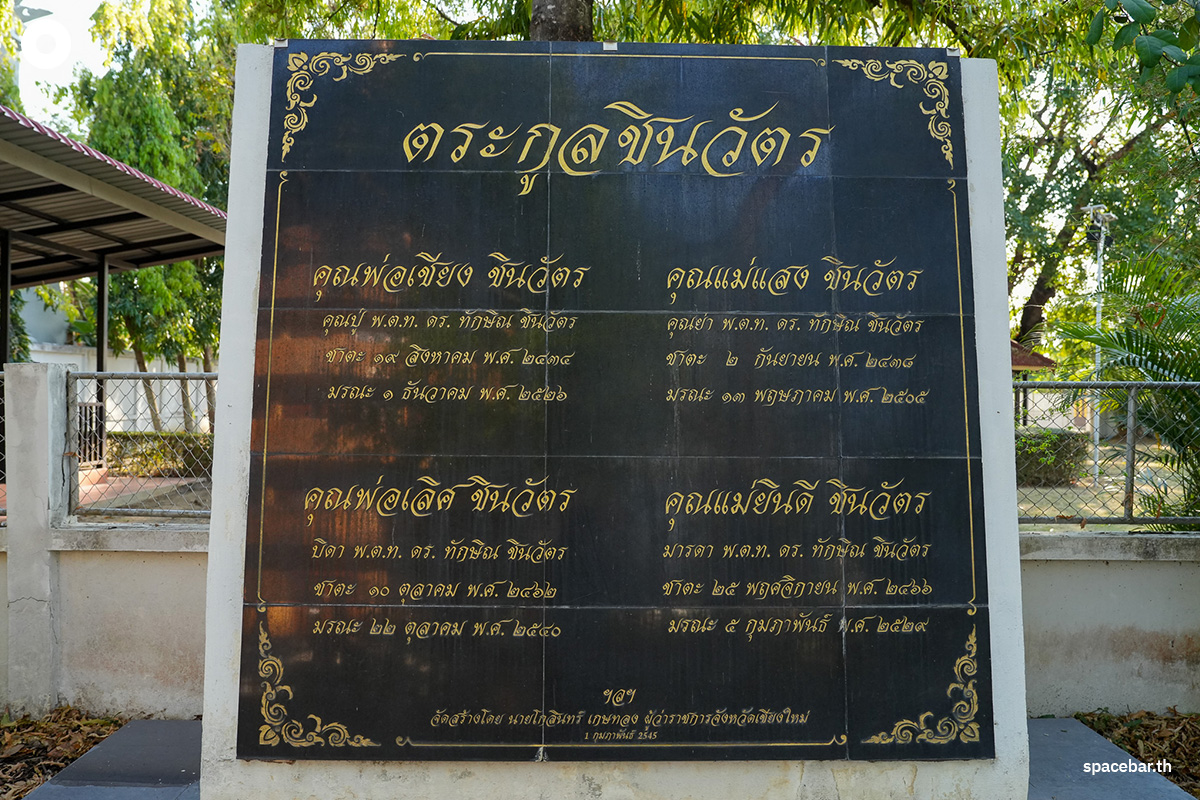 ตระกูลชินวัตร
คุณพ่อเชียง ชินวัตร
คุณปู่ พ.ต.ท. ดร. ทักษิณ ชินวัตร
ชาตะ ๑๙ สิงหาคม พ.ศ. ๒๔๓๔
มรณะ ๑ ธันวาคม พ.ศ. ๒๕๒๖
คุณแม่แสง ชินวัตร
คุณย่า พ.ต.ท. ดร. ทักษิณ ชินวัตร
ชาตะ ๒ กันยายน พ.ศ. ๒๔๓๘
มรณะ ๑๓ พฤษภาคม พ.ศ. ๒๕๐๕
คุณพ่อเลิศ ชินวัตร
บิดา พ.ต.ท. ดร. ทักษิณ ชินวัตร
ชาตะ ๑๐ ตุลาคม พ.ศ. ๒๔๖๒
มรณะ ๒๒ ตุลาคม พ.ศ. ๒๕๔๐
คุณแม่ยินดี ชินวัตร
มารดา พ.ต.ท. ดร. ทักษิณ ชินวัตร
ชาตะ ๒๕ พฤศจิกายน พ.ศ. ๒๔๖๖
มรณะ ๕ กุมภาพันธ์ พ.ศ. ๒๕๒๙
ฯงฯ
จัดสร้างโดย นายโกสินทร์ เกษทอง ผู้ว่าราชการจังหวัดเชียงใหม่
1 กุมภาพันธ์ 2545
spacebar.th